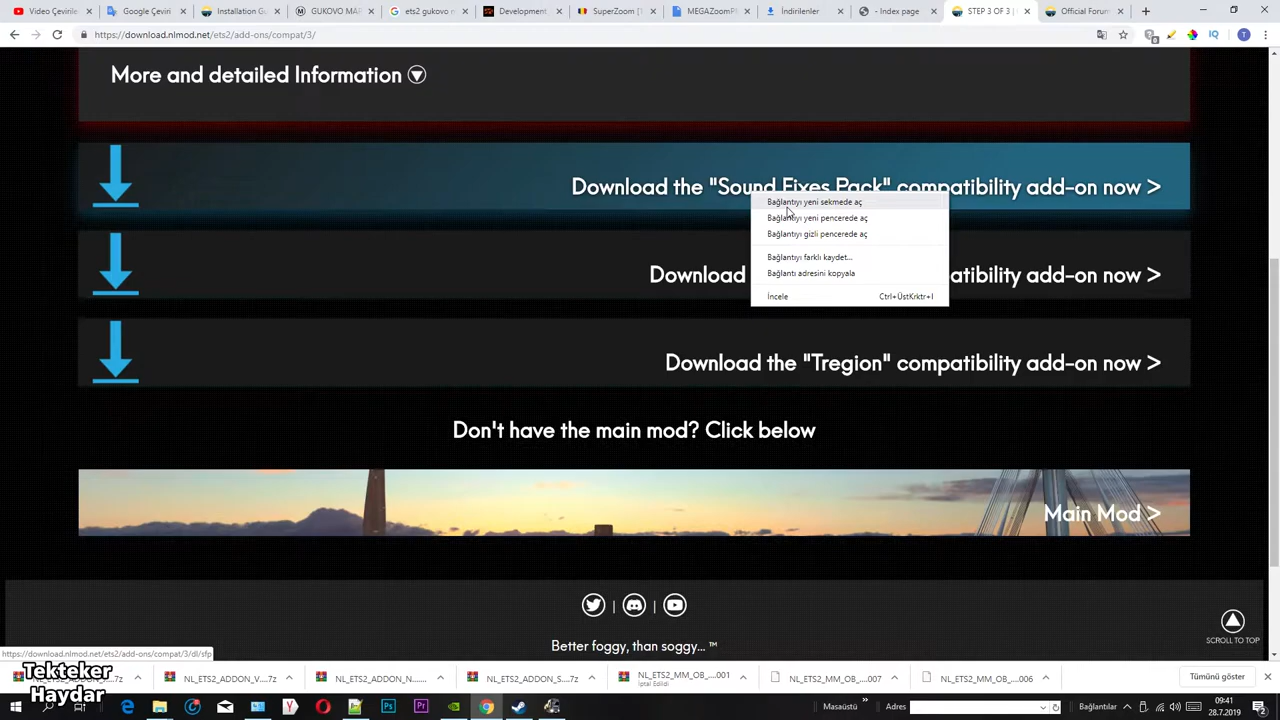 Video Çeviri
Google Çeviri
Installation Gu
GUKOVO MAP
ets2 gukovo m
Development
SuperZoom |
MEGAZoomPl
İndirilenler
- Index page
STEP 3 OF 3 |
Official Forum
https://download.nlmod.net/ets2/add-ons/compat/3/
More and detailed Information
Download the "Sound Fixes Pack" compatibility add-on now >
Bağlantıyı yeni sekmede aç
Bağlantıyı yeni pencerede aç
Bağlantıyı gizli pencerede aç
Bağlantıyı farklı kaydet...
Bağlantı adresini kopyala
İncele Ctrl+ÜstKrktr+I
Download compatibility add-on now >
Download the "Tregion" compatibility add-on now >
Don't have the main mod? Click below
Main Mod >
| |
SCROLL TO TOP
Better foggy, than soggy... ™
https://download.nlmod.net/ets2/add-ons/compat/3/dl/sfp
NL_ETS2_ADDON_V....7z
NL_ETS2_ADDON_N......7z
NL_ETS2_ADDON_S....7z
NL_ETS2_MM_OB_....001
İptal Edildi
NL_ETS2_MM_OB_....007
NL_ETS2_MM_OB_....006
Tümünü göster
Tekteker
Haydar
Masaüstü
Adres
Bağlantılar
09:41
28.7.2019